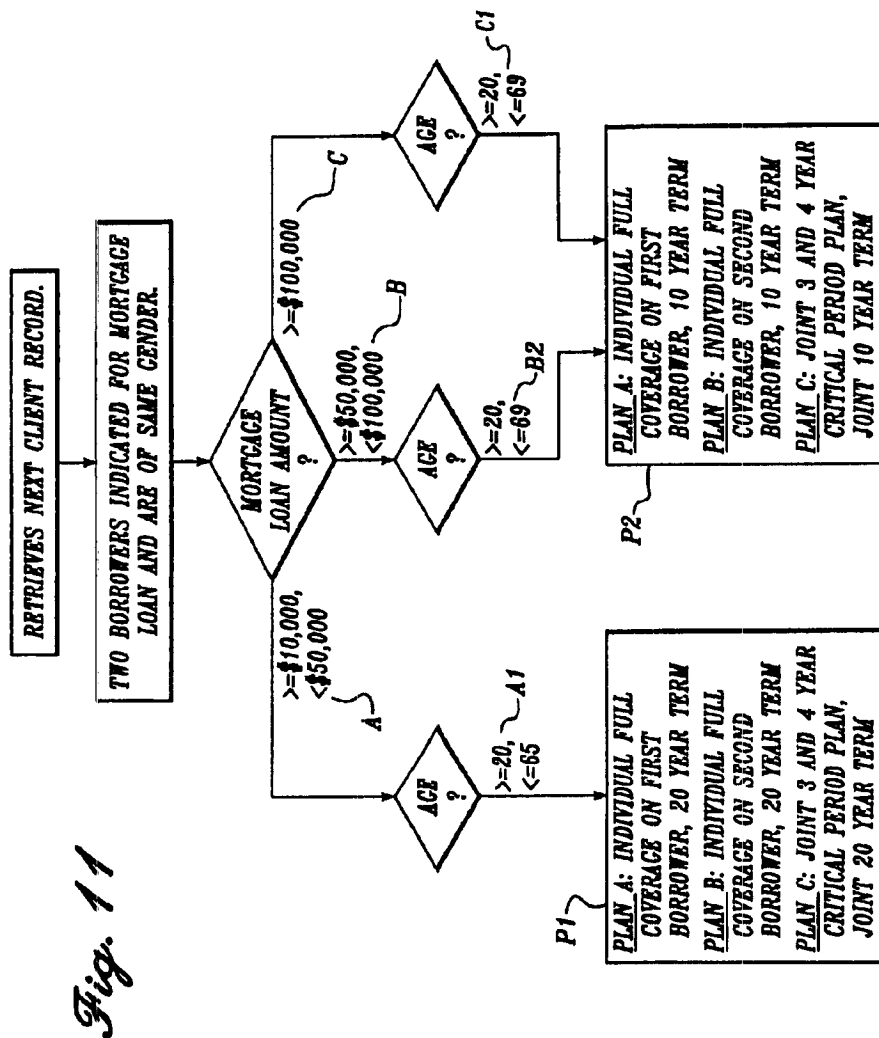 RETRIEVES NEXT CLIENT RECORD.
TWO BORROWERS INDICATED FOR MORTGAGE
LOAN AND ARE OF SAME GENDER.
MORTGAGE
LOAN AMOUNT
?
>=$10,000,
<$50,000
A
>=$50,000,
<$100,000
B
>=$100,000
C
AGE
?
>=20,
<=65
A1
AGE
?
>=20,
<=69
B2
AGE
?
>=20,
<=69
C1
P1
PLAN A: INDIVIDUAL FULL
COVERAGE ON FIRST
BORROWER, 20 YEAR TERM
PLAN B: INDIVIDUAL FULL
COVERAGE ON SECOND
BORROWER, 20 YEAR TERM
PLAN C: JOINT 3 AND 4 YEAR
CRITICAL PERIOD PLAN,
JOINT 20 YEAR TERM
P2
PLAN A: INDIVIDUAL FULL
COVERAGE ON FIRST
BORROWER, 10 YEAR TERM
PLAN B: INDIVIDUAL FULL
COVERAGE ON SECOND
BORROWER, 10 YEAR TERM
PLAN C: JOINT 3 AND 4 YEAR
CRITICAL PERIOD PLAN,
JOINT 10 YEAR TERM
Fig. 11